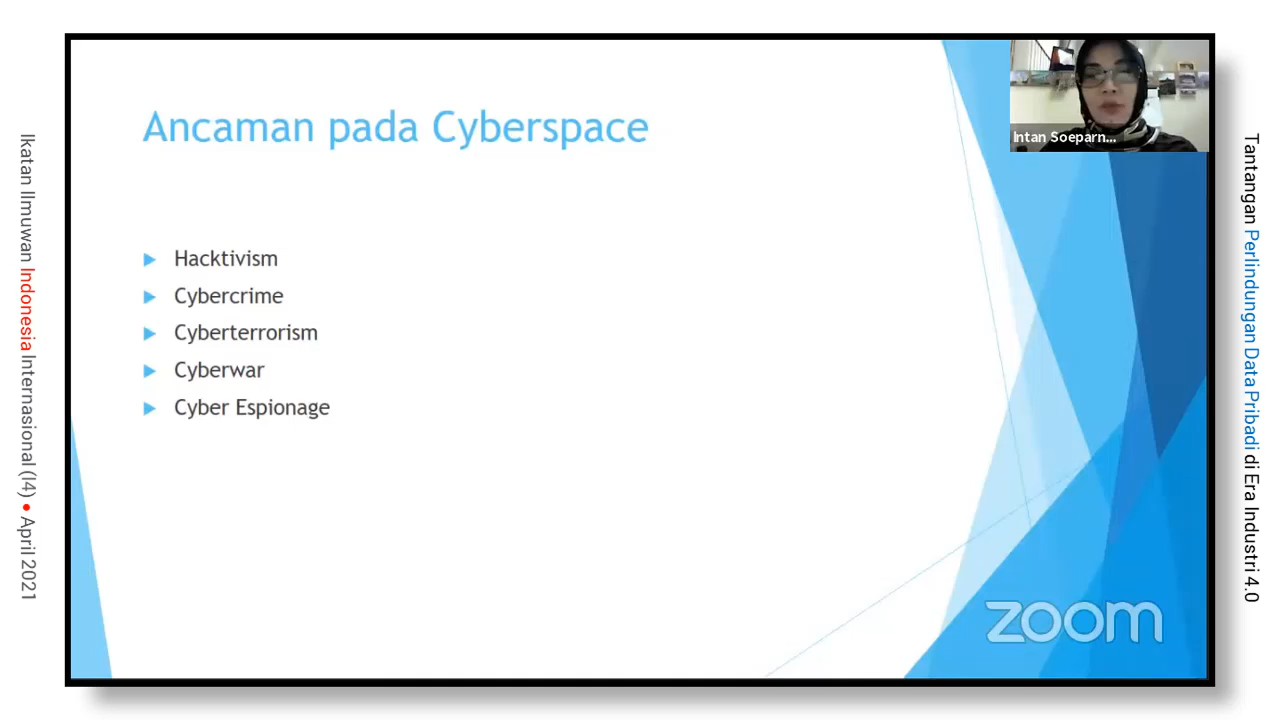 Ancaman pada Cyberspace
Hacktivism
Cybercrime
Cyberterrorism
Cyberwar
Cyber Espionage
Intan Soeparn...
zoom
Ikatan Ilmuwan Indonesia Internasional (I4) • April 2021
Tantangan Perlindungan Data Pribadi di Era Industri 4.0